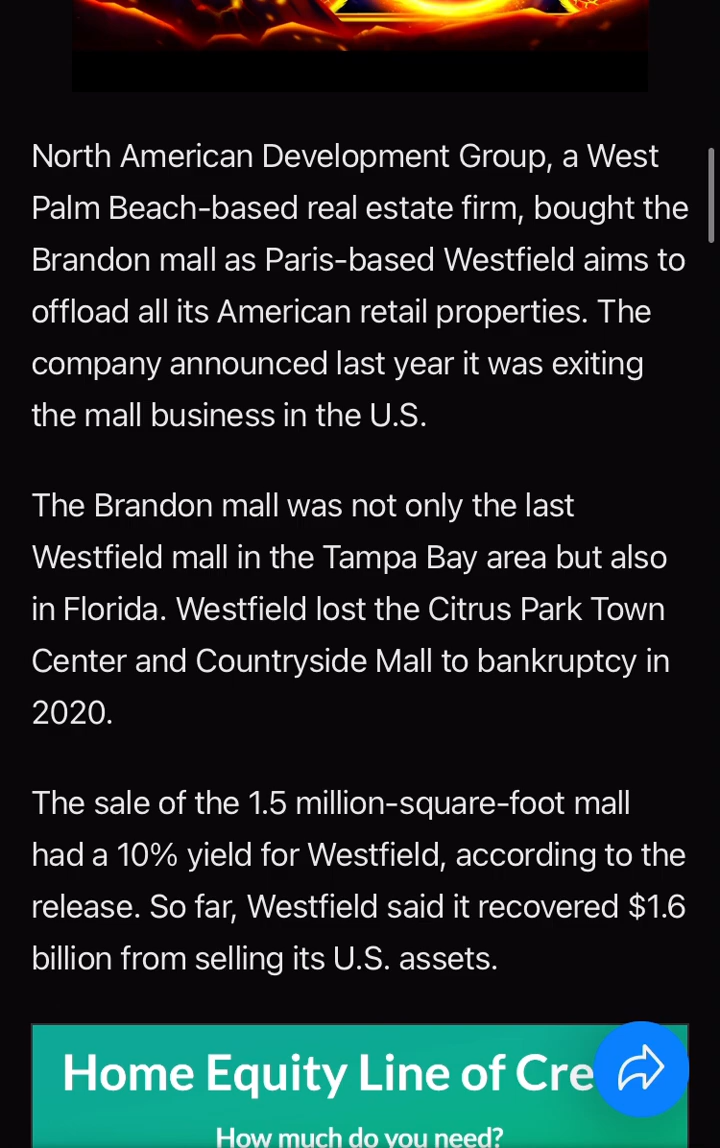 North American Development Group, a West
Palm Beach-based real estate firm, bought the
Brandon mall as Paris-based Westfield aims to
offload all its American retail properties. The
company announced last year it was exiting
the mall business in the U.S.
The Brandon mall was not only the last
Westfield mall in the Tampa Bay area but also
in Florida. Westfield lost the Citrus Park Town
Center and Countryside Mall to bankruptcy in
2020.
The sale of the 1.5 million-square-foot mall
had a 10% yield for Westfield, according to the
release. So far, Westfield said it recovered $1.6
billion from selling its U.S. assets.
Home Equity Line of Cre
How much do you need?